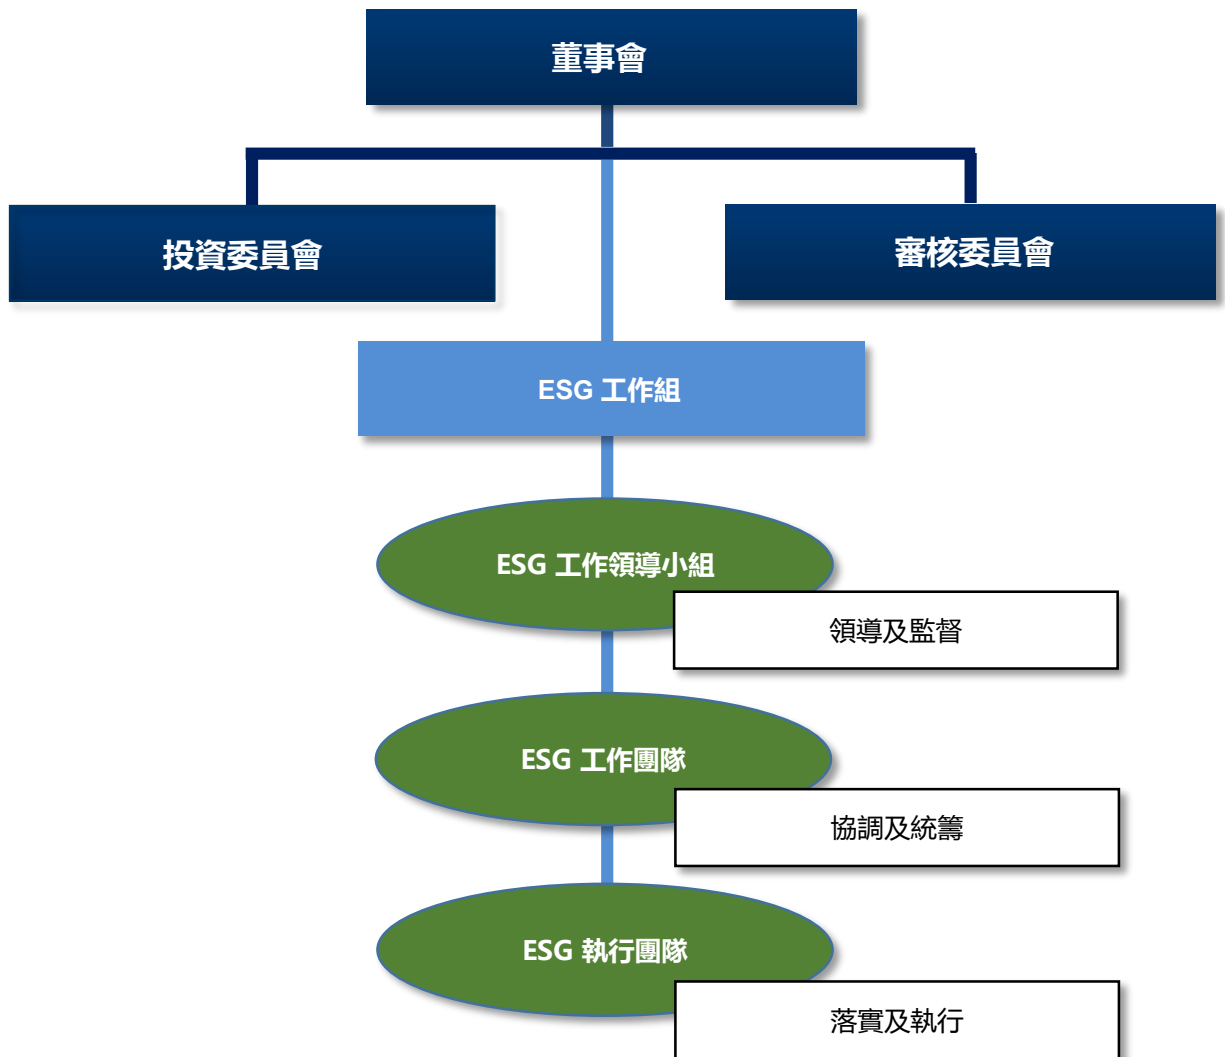 董事會
投資委員會
審核委員會
ESG 工作組
ESG 工作領導小組
領導及監督
ESG 工作團隊
協調及統籌
ESG 執行團隊
落實及執行